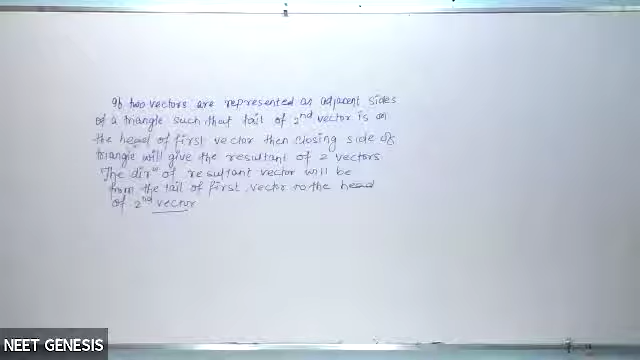 If two vectors are represented as adjacent sides
of a triangle such that tail of 2nd vector is on
the head of first vector then closing side of
triangle will give the resultant of 2 vectors
The dirn of resultant vector will be
from the tail of first vector to the head
of 2nd vector
NEET GENESIS